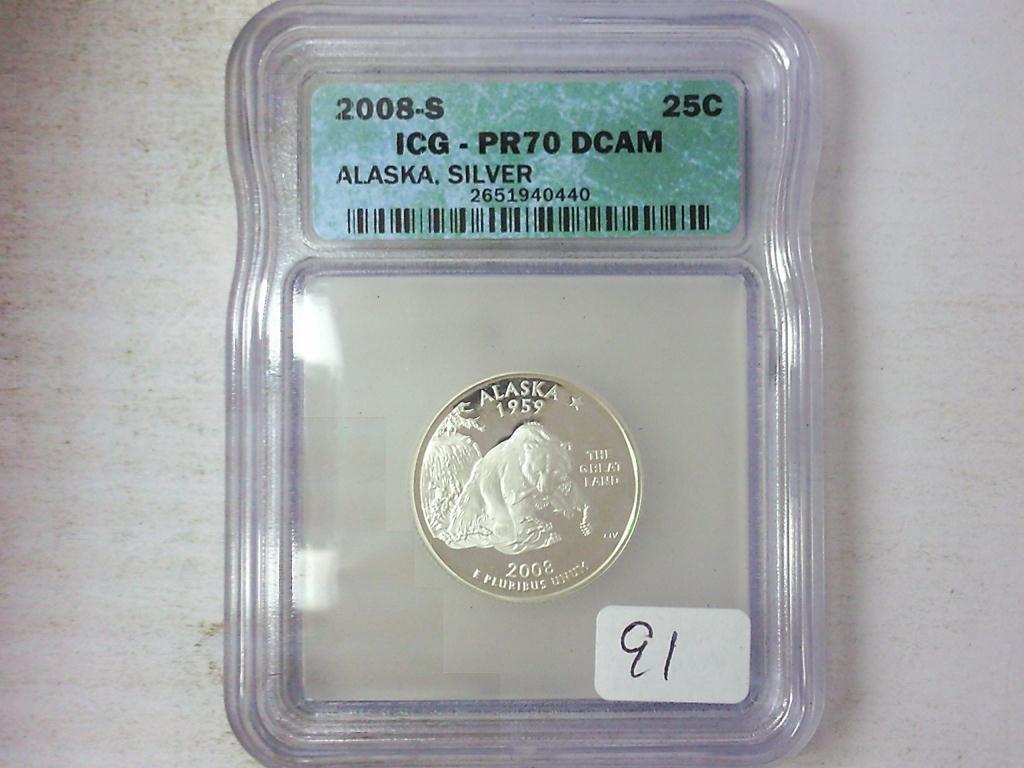 2008-S 25C
ICG - PR70 DCAM
ALASKA, SILVER
2651940440
ALASKA
1959
THE
GREAT
LAND
2008
E PLURIBUS UNUM
91